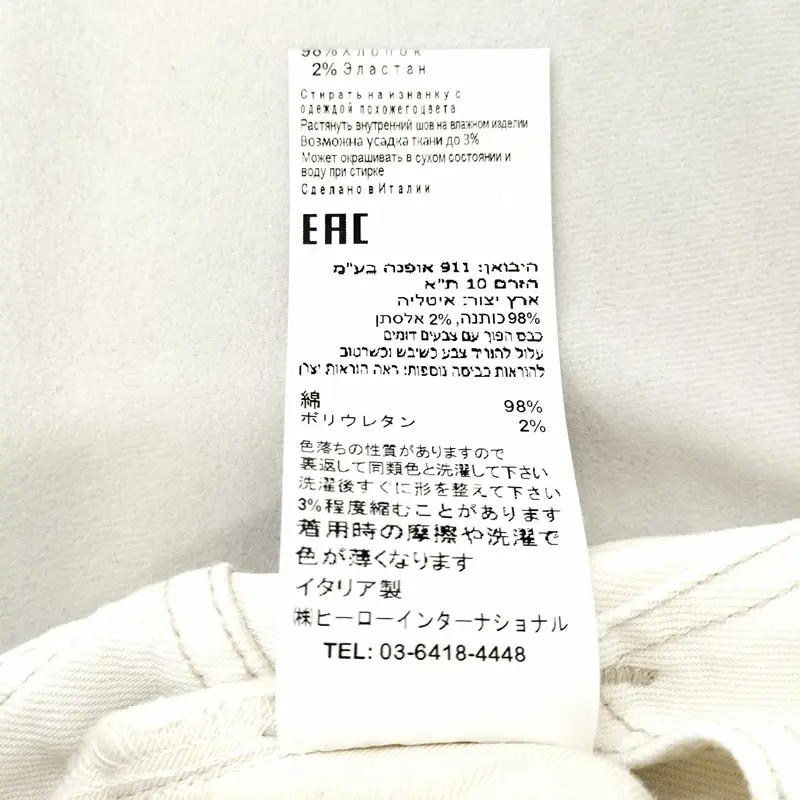 98% Хлопок
2% Эластан
Стирать на изнанку с
одеждой похожего цвета
Растянуть внутренний шов на влажном изделии
Возможна усадка ткани до 3%
Может окрашивать в сухом состоянии и
воду при стирке
Сделано в Италии
EAC
היבואן: 911 אופנה בע"מ
הזרם 10 ת"א
ארץ יצור: איטליה
98% כותנה, 2% אלסתן
כבס הפוך עם צבעים דומים
עלול להוריד צבע כשיבש וכשרטוב
להוראות כביסה נוספות: ראה הוראות יצרן
綿 98%
ポリウレタン 2%
色落ちの性質がありますので
裏返して同類色と洗濯して下さい
洗濯後すぐに形を整えて下さい
3%程度縮むことがあります
着用時の摩擦や洗濯で
色が薄くなります
イタリア製
㈱ヒーローインターナショナル
TEL: 03-6418-4448